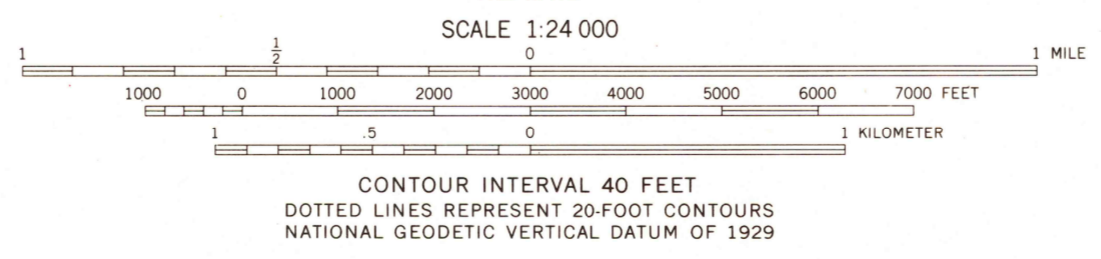 SCALE 1:24 000
1 1/2 0 1 MILE
1000 0 1000 2000 3000 4000 5000 6000 7000 FEET
1 .5 0 1 KILOMETER
CONTOUR INTERVAL 40 FEET
DOTTED LINES REPRESENT 20-FOOT CONTOURS
NATIONAL GEODETIC VERTICAL DATUM OF 1929